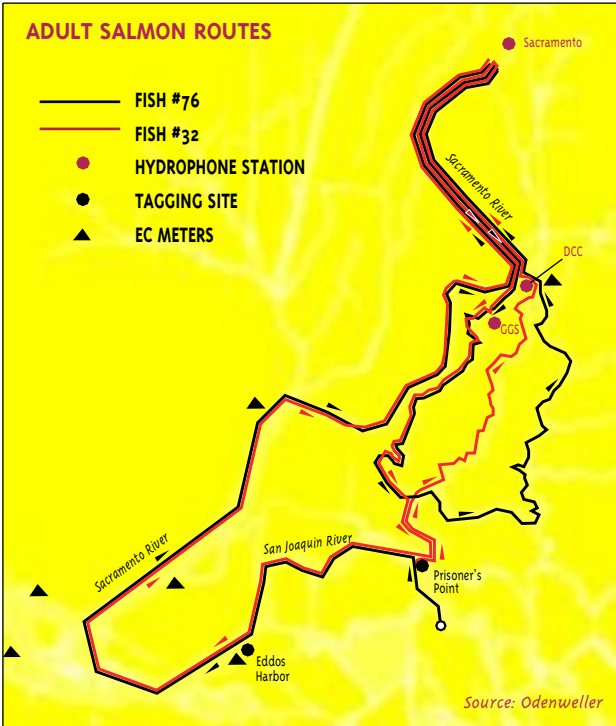 ADULT SALMON ROUTES
FISH #76
FISH #32
HYDROPHONE STATION
TAGGING SITE
EC METERS
Sacramento
Sacramento River
DCC
GGS
Sacramento River
San Joaquin River
Prisoner's
Point
Eddos
Harbor
Source: Odenweller